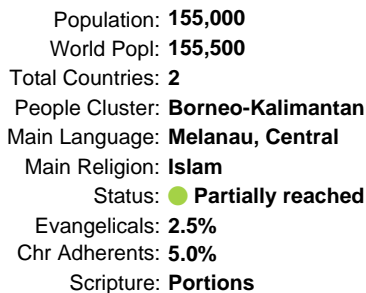 Population: 155,000
World Popl: 155,500
Total Countries: 2
People Cluster: Borneo-Kalimantan
Main Language: Melanau, Central
Main Religion: Islam
Status: Partially reached
Evangelicals: 2.5%
Chr Adherents: 5.0%
Scripture: Portions